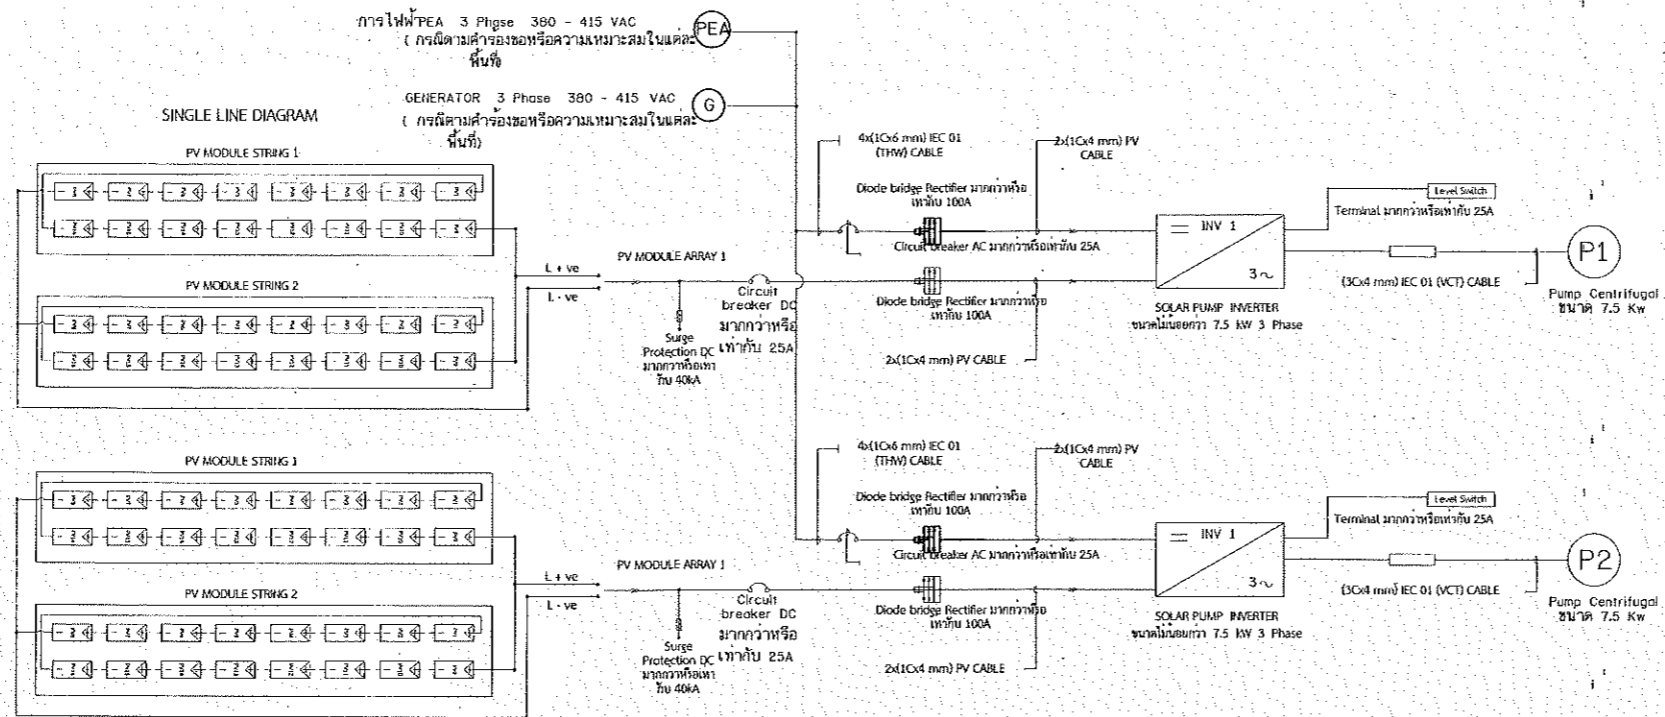 การไฟฟ้าPEA 3 Phase 380 - 415 VAC
( กรณีตามคำร้องขอหรือความเหมาะสมในแต่ละ
พื้นที่)
PEA
GENERATOR 3 Phase 380 - 415 VAC
( กรณีตามคำร้องขอหรือความเหมาะสมในแต่ละ
พื้นที่)
G
SINGLE LINE DIAGRAM
PV MODULE STRING 1
PV MODULE STRING 2
L + ve
L - ve
PV MODULE ARRAY 1
Surge
Protection DC
มากกว่าหรือเท่า
กับ 40kA
Circuit
breaker DC
มากกว่าหรือ
เท่ากับ 25A
4x(1Cx6 mm) IEC 01
(THW) CABLE
2x(1Cx4 mm) PV
CABLE
Diode bridge Rectifier มากกว่าหรือ
เท่ากับ 100A
Circuit breaker AC มากกว่าหรือเท่ากับ 25A
Diode bridge Rectifier มากกว่าหรือ
เท่ากับ 100A
2x(1Cx4 mm) PV CABLE
INV 1
3~
SOLAR PUMP INVERTER
ขนาดไม่น้อยกว่า 7.5 kW 3 Phase
Level Switch
Terminal มากกว่าหรือเท่ากับ 25A
(3Cx4 mm) IEC 01 (VCT) CABLE
P1
Pump Centrifugal
ขนาด 7.5 Kw
PV MODULE STRING 1
PV MODULE STRING 2
L + ve
L - ve
PV MODULE ARRAY 1
Surge
Protection DC
มากกว่าหรือเท่า
กับ 40kA
Circuit
breaker DC
มากกว่าหรือ
เท่ากับ 25A
4x(1Cx6 mm) IEC 01
(THW) CABLE
2x(1Cx4 mm) PV
CABLE
Diode bridge Rectifier มากกว่าหรือ
เท่ากับ 100A
Circuit breaker AC มากกว่าหรือเท่ากับ 25A
Diode bridge Rectifier มากกว่าหรือ
เท่ากับ 100A
2x(1Cx4 mm) PV CABLE
INV 1
3~
SOLAR PUMP INVERTER
ขนาดไม่น้อยกว่า 7.5 kW 3 Phase
Level Switch
Terminal มากกว่าหรือเท่ากับ 25A
(3Cx4 mm) IEC 01 (VCT) CABLE
P2
Pump Centrifugal
ขนาด 7.5 Kw